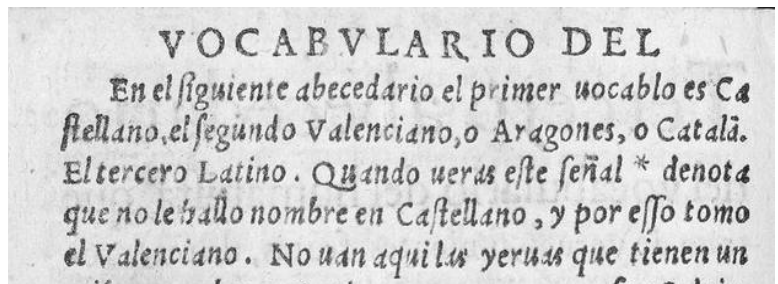 VOCABVLARIO DEL
En el ſiguiente abecedario el primer uocablo es Ca
ſtellano, el ſegundo Valenciano, o Aragones, o Catalã.
El tercero Latino. Quando ueras eſte ſeñal * denota
que no le hallo nombre en Caſtellano, y por eſſo tomo
el Valenciano. No uan aqui las yeruas que tienen un